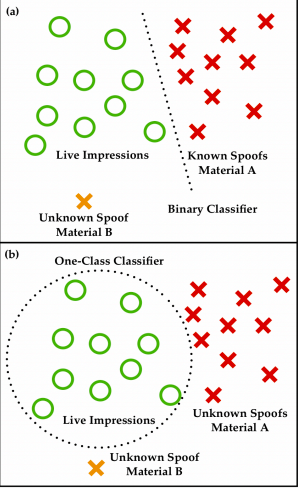 (a)
Live Impressions
Known Spoofs
Material A
Unknown Spoof
Material B
Binary Classifier
(b)
One-Class Classifier
Live Impressions
Unknown Spoofs
Material A
Unknown Spoof
Material B